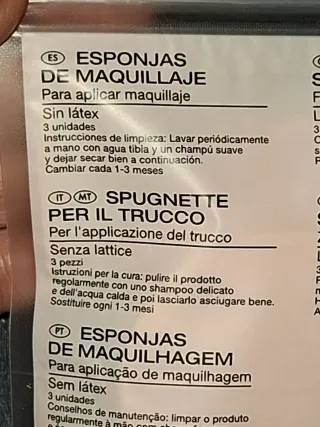 ES ESPONJAS
DE MAQUILLAJE
Para aplicar maquillaje
Sin látex
3 unidades
Instrucciones de limpieza: Lavar periódicamente
a mano con agua tibia y un champú suave
y dejar secar bien a continuación.
Cambiar cada 1-3 meses
IT MT SPUGNETTE
PER IL TRUCCO
Per l'applicazione del trucco
Senza lattice
3 pezzi
Istruzioni per la cura: pulire il prodotto
regolarmente con uno shampoo delicato
e dell'acqua calda e poi lasciarlo asciugare bene.
Sostituire ogni 1-3 mesi
PT ESPONJAS
DE MAQUILHAGEM
Para aplicação de maquilhagem
Sem látex
3 unidades
Conselhos de manutenção: limpar o produto
regularmente à mão com